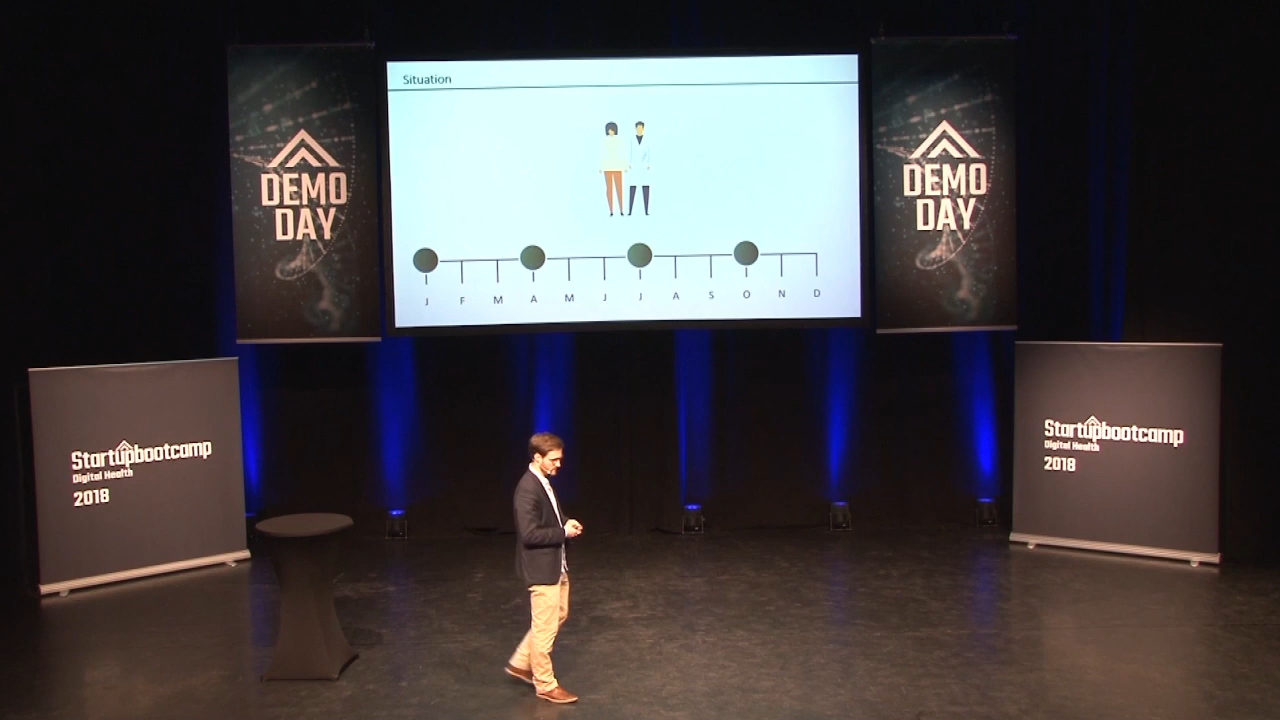 Situation
J F M A M J J A S O N D
DEMO
DAY
DEMO
DAY
Startupbootcamp
Digital Health
2018
Startupbootcamp
Digital Health
2018